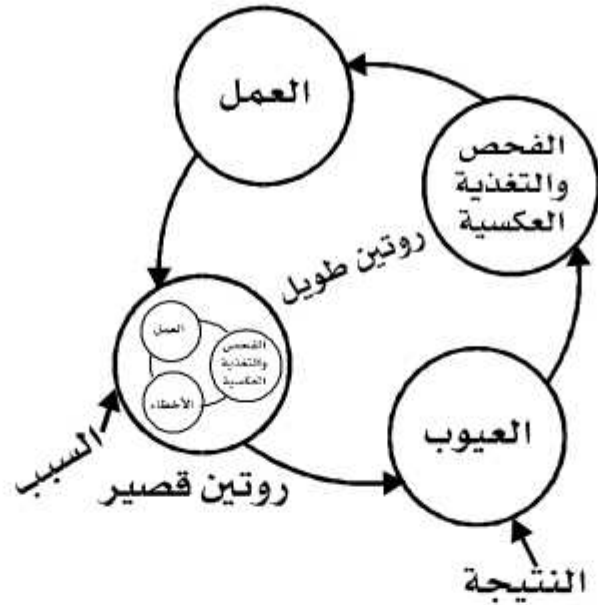 العمل
الفحص
والتغذية
العكسية
روتين طويل
العمل
الفحص
والتغذية
العكسية
الأخطاء
السبب
روتين قصير
العيوب
النتيجة